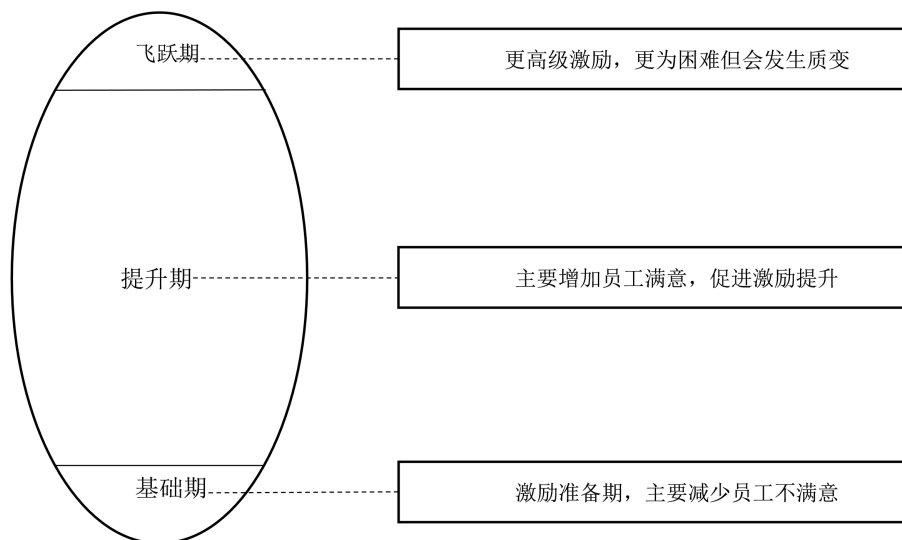 飞跃期
更高级激励，更为困难但会发生质变
提升期
主要增加员工满意，促进激励提升
基础期
激励准备期，主要减少员工不满意